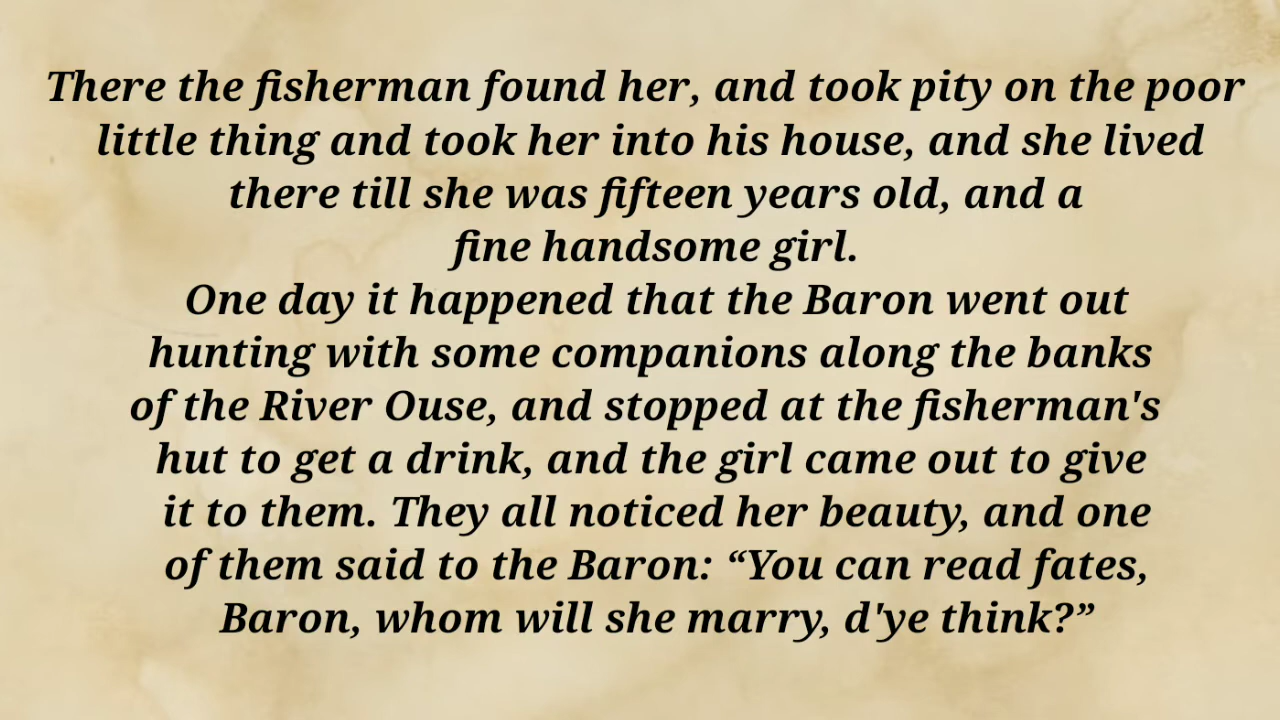 There the fisherman found her, and took pity on the poor
little thing and took her into his house, and she lived
there till she was fifteen years old, and a
fine handsome girl.
One day it happened that the Baron went out
hunting with some companions along the banks
of the River Ouse, and stopped at the fisherman's
hut to get a drink, and the girl came out to give
it to them. They all noticed her beauty, and one
of them said to the Baron: “You can read fates,
Baron, whom will she marry, d'ye think?”